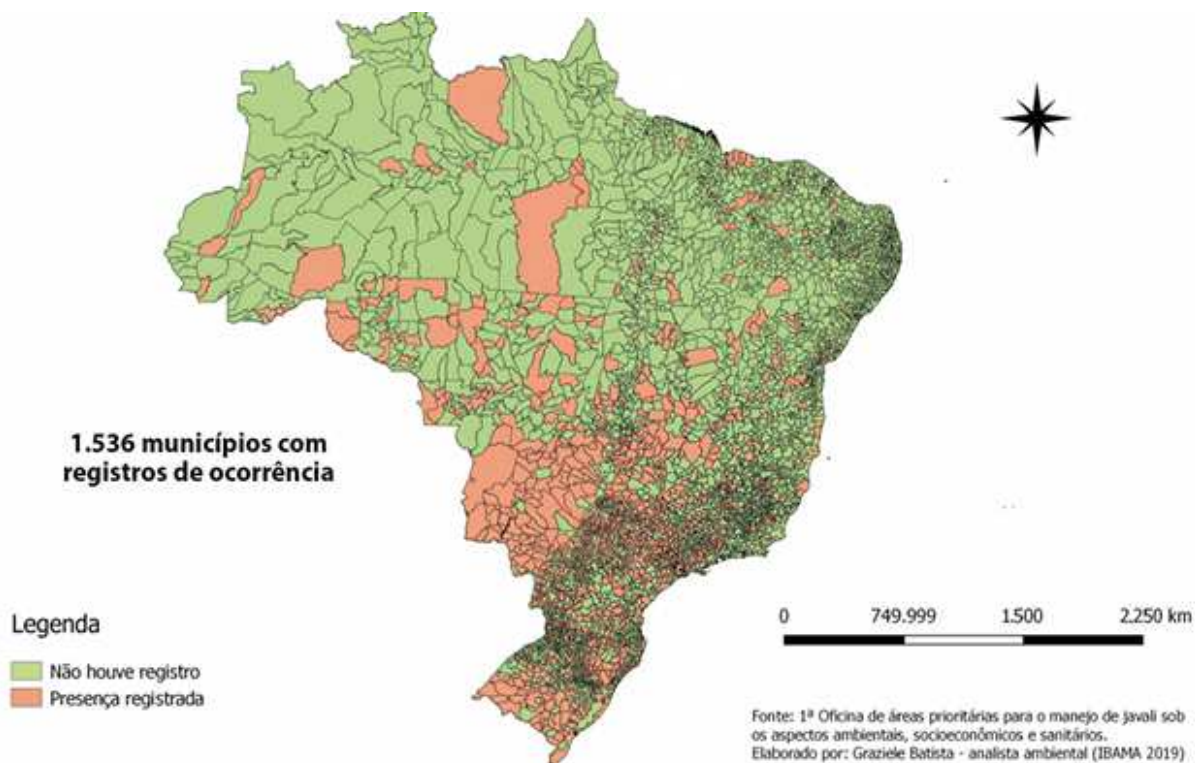 1.536 municípios com
registros de ocorrência
Legenda
Não houve registro
Presença registrada
0 749.999 1.500 2.250 km
Fonte: 1ª Oficina de áreas prioritárias para o manejo de javali sob
os aspectos ambientais, socioeconômicos e sanitários.
Elaborado por: Graziele Batista - analista ambiental (IBAMA 2019)